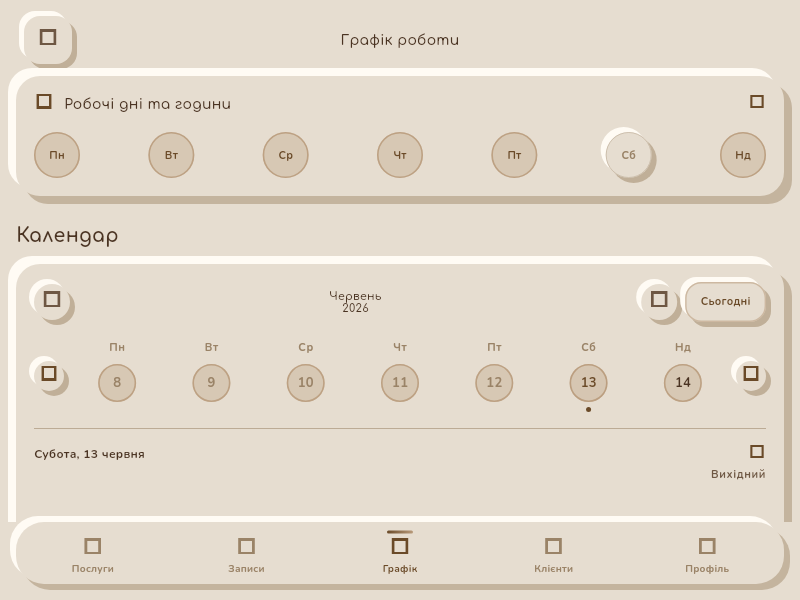 Графік роботи
Робочі дні та години
Пн Вт Ср Чт Пт Сб Нд
Календар
Червень
2026
Сьогодні
Пн Вт Ср Чт Пт Сб Нд
8 9 10 11 12 13 14
Субота, 13 червня
Вихідний
Послуги Записи Графік Клієнти Профіль